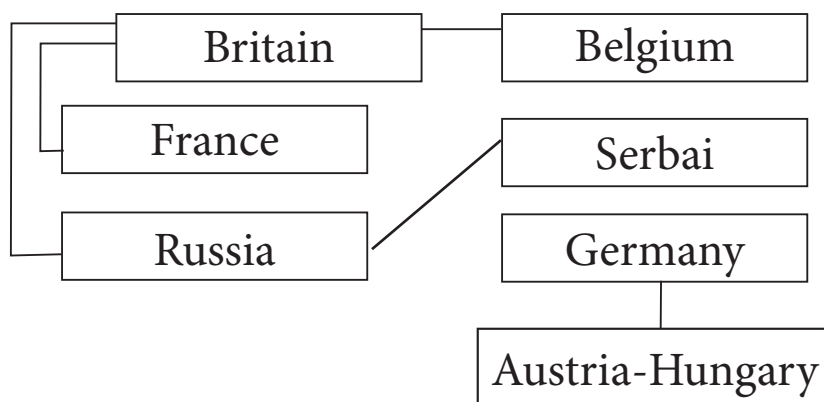 Britain
Belgium
France
Serbai
Russia
Germany
Austria-Hungary